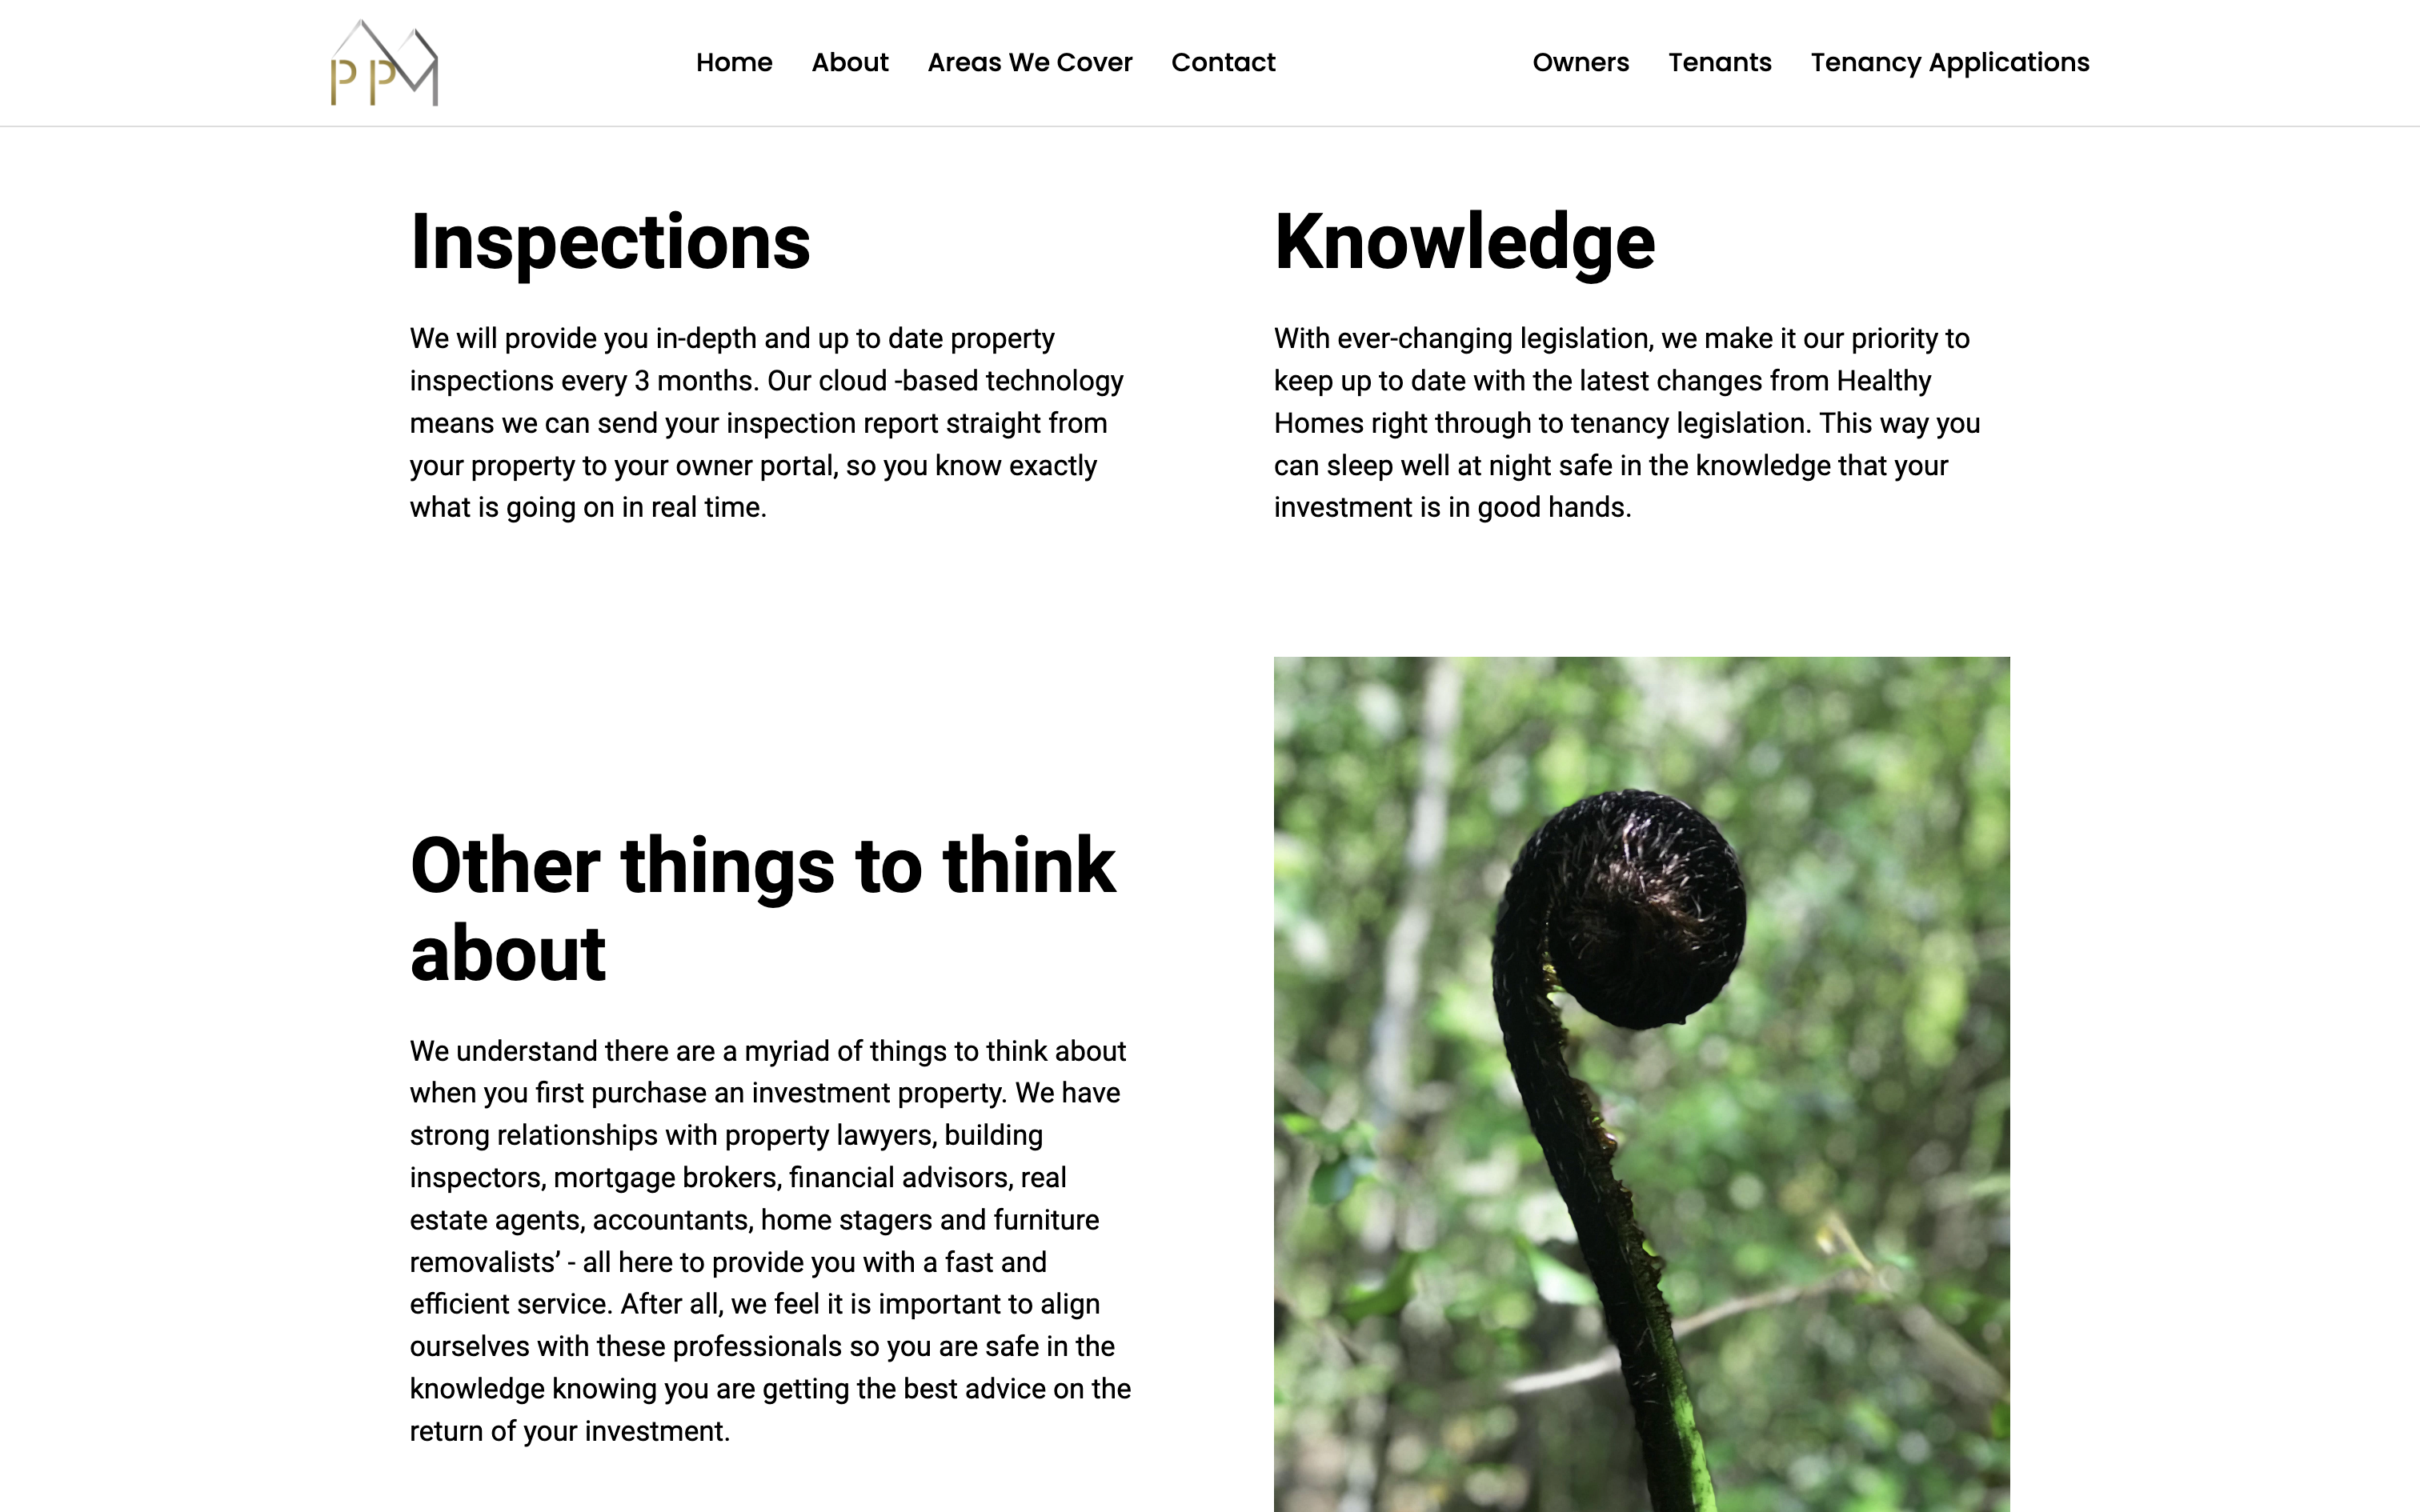 PPM
Home About Areas We Cover Contact Owners Tenants Tenancy Applications
Inspections
We will provide you in-depth and up to date property
inspections every 3 months. Our cloud -based technology
means we can send your inspection report straight from
your property to your owner portal, so you know exactly
what is going on in real time.
Knowledge
With ever-changing legislation, we make it our priority to
keep up to date with the latest changes from Healthy
Homes right through to tenancy legislation. This way you
can sleep well at night safe in the knowledge that your
investment is in good hands.
Other things to think
about
We understand there are a myriad of things to think about
when you first purchase an investment property. We have
strong relationships with property lawyers, building
inspectors, mortgage brokers, financial advisors, real
estate agents, accountants, home stagers and furniture
removalists’ - all here to provide you with a fast and
efficient service. After all, we feel it is important to align
ourselves with these professionals so you are safe in the
knowledge knowing you are getting the best advice on the
return of your investment.